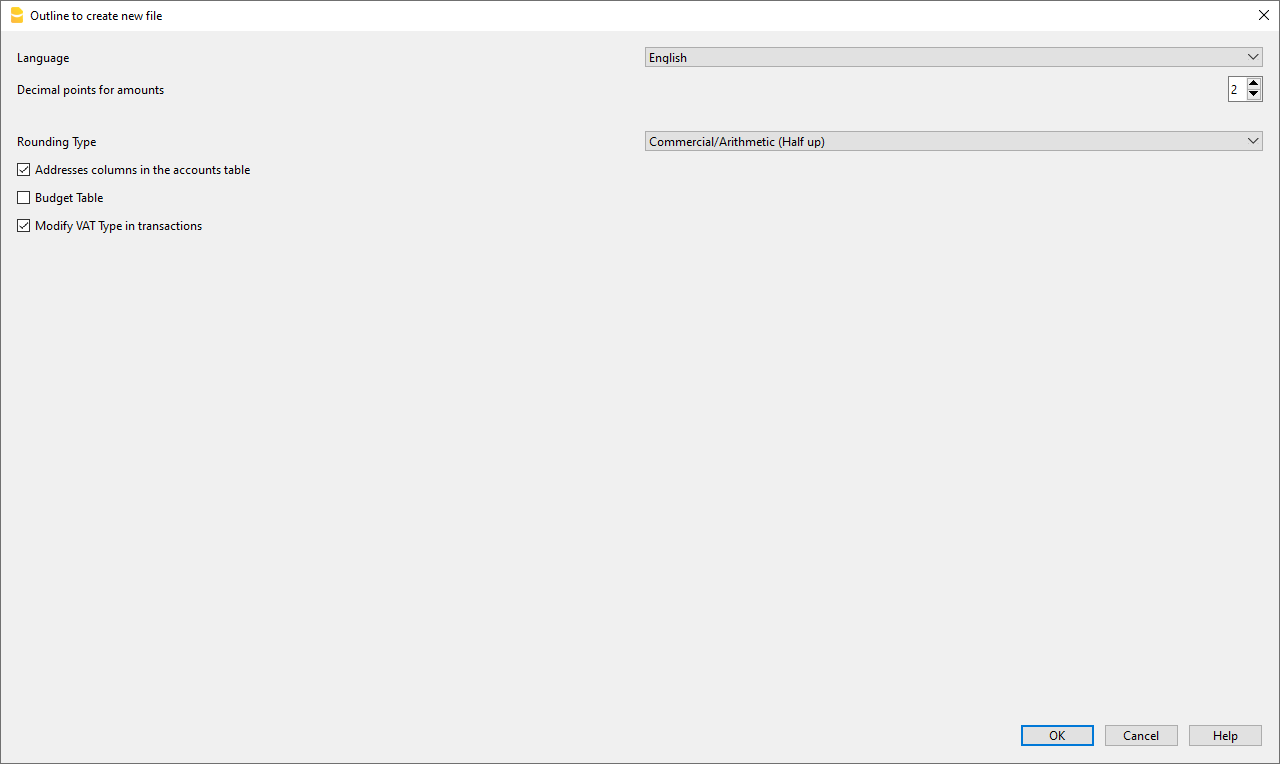 Outline to create new file
Language
English
Decimal points for amounts
2
Rounding Type
Commercial/Arithmetic (Half up)
Addresses columns in the accounts table
Budget Table
Modify VAT Type in transactions
OK
Cancel
Help